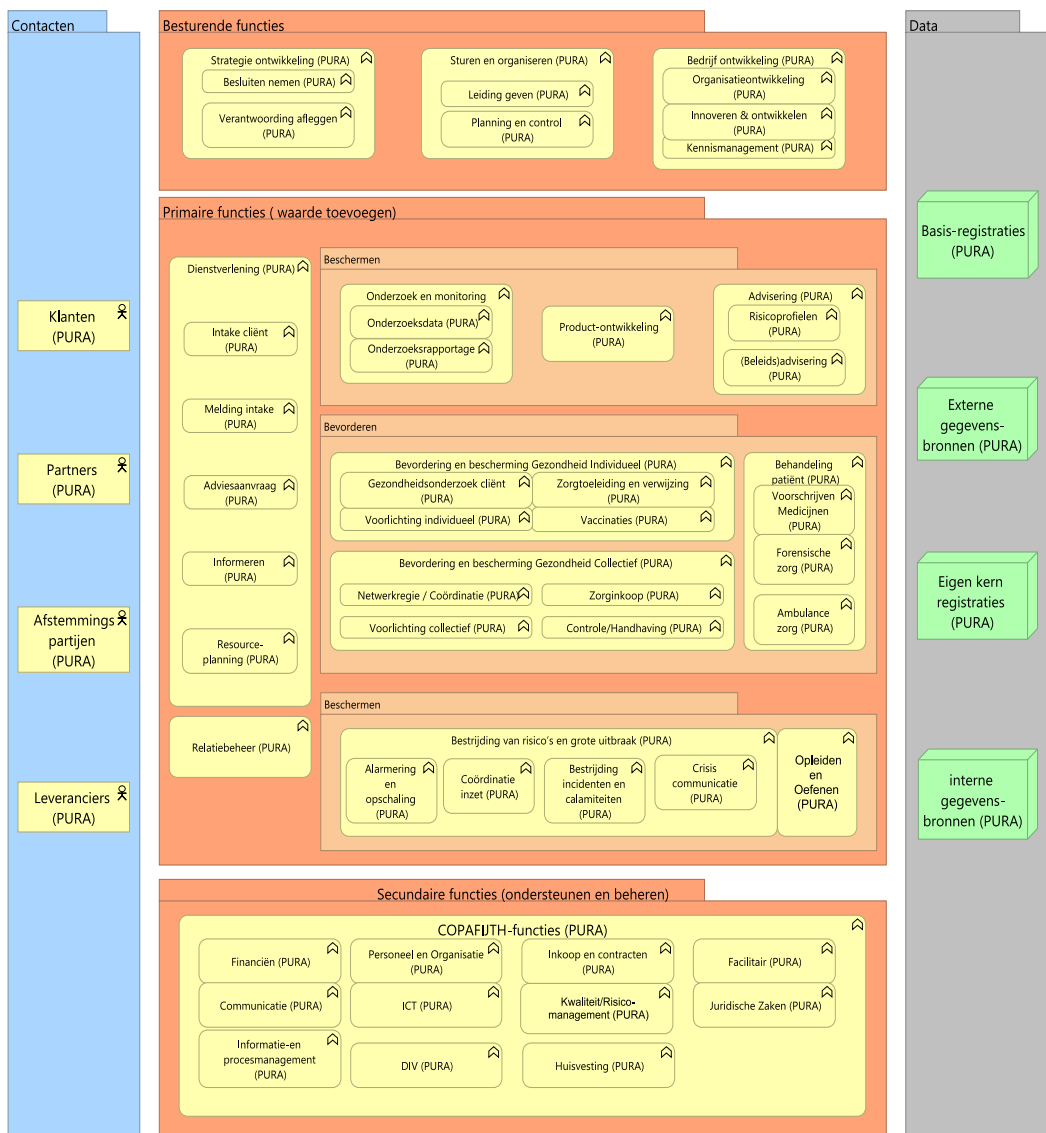 Contacten
Klanten
(PURA)
Partners
(PURA)
Afstemmings
partijen
(PURA)
Leveranciers
(PURA)
Besturende functies
Strategie ontwikkeling (PURA)
Besluiten nemen (PURA)
Verantwoording afleggen
(PURA)
Sturen en organiseren (PURA)
Leiding geven (PURA)
Planning en control
(PURA)
Bedrijf ontwikkeling (PURA)
Organisatieontwikkeling
(PURA)
Innoveren & ontwikkelen
(PURA)
Kennismanagement (PURA)
Primaire functies ( waarde toevoegen)
Dienstverlening (PURA)
Intake cliënt
(PURA)
Melding intake
(PURA)
Adviesaanvraag
(PURA)
Informeren
(PURA)
Resource-
planning (PURA)
Relatiebeheer (PURA)
Beschermen
Onderzoek en monitoring
Onderzoeksdata (PURA)
Onderzoeksrapportage
(PURA)
Product-ontwikkeling
(PURA)
Advisering (PURA)
Risicoprofielen
(PURA)
(Beleids)advisering
(PURA)
Bevorderen
Bevordering en bescherming Gezondheid Individueel (PURA)
Gezondheidsonderzoek cliënt
(PURA)
Zorgtoeleiding en verwijzing
(PURA)
Voorlichting individueel (PURA)
Vaccinaties (PURA)
Bevordering en bescherming Gezondheid Collectief (PURA)
Netwerkregie / Coördinatie (PURA)
Zorginkoop (PURA)
Voorlichting collectief (PURA)
Controle/Handhaving (PURA)
Behandeling
patiënt (PURA)
Voorschrijven
Medicijnen
(PURA)
Forensische
zorg (PURA)
Ambulance
zorg (PURA)
Beschermen
Bestrijding van risico's en grote uitbraak (PURA)
Alarmering
en
opschaling
(PURA)
Coördinatie
inzet (PURA)
Bestrijding
incidenten en
calamiteiten
(PURA)
Crisis
communicatie
(PURA)
Opleiden
en
Oefenen
(PURA)
Secundaire functies (ondersteunen en beheren)
COPAFIJTH-functies (PURA)
Financiën (PURA)
Personeel en Organisatie
(PURA)
Inkoop en contracten
(PURA)
Facilitair (PURA)
Communicatie (PURA)
ICT (PURA)
Kwaliteit/Risico-
management (PURA)
Juridische Zaken (PURA)
Informatie-en
procesmanagement
(PURA)
DIV (PURA)
Huisvesting (PURA)
Data
Basis-registraties
(PURA)
Externe
gegevens-
bronnen (PURA)
Eigen kern
registraties
(PURA)
interne
gegevens-
bronnen (PURA)